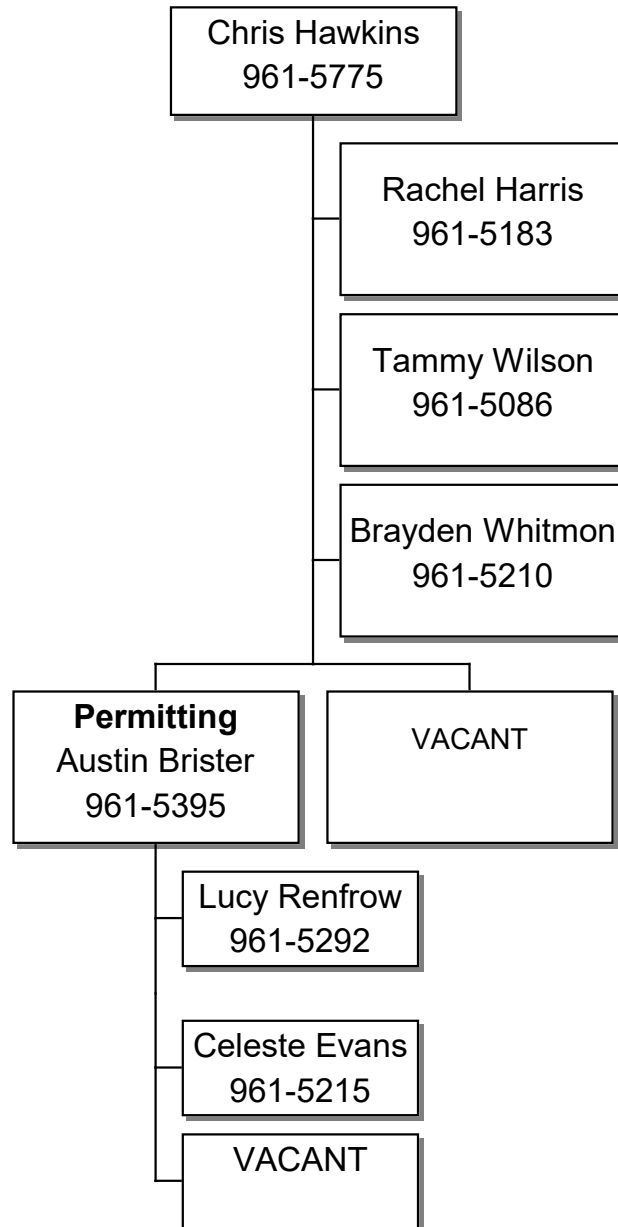 Chris Hawkins
961-5775
Rachel Harris
961-5183
Tammy Wilson
961-5086
Brayden Whitmon
961-5210
Permitting
Austin Brister
961-5395
VACANT
Lucy Renfrow
961-5292
Celeste Evans
961-5215
VACANT